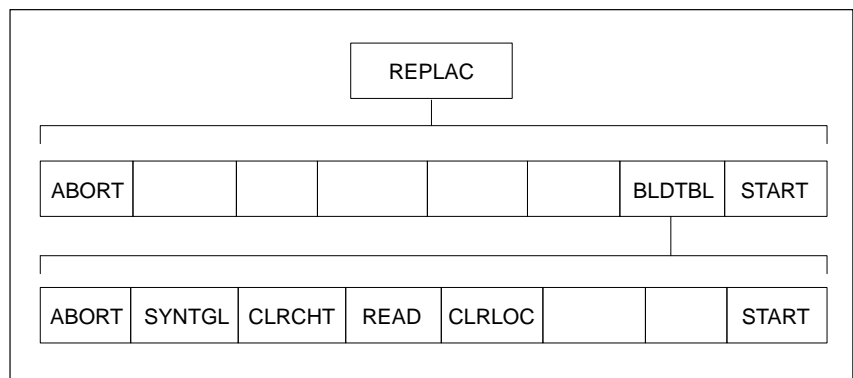 REPLAC
ABORT BLDTBL START
ABORT SYNTGL CLRCHT READ CLRLOC START